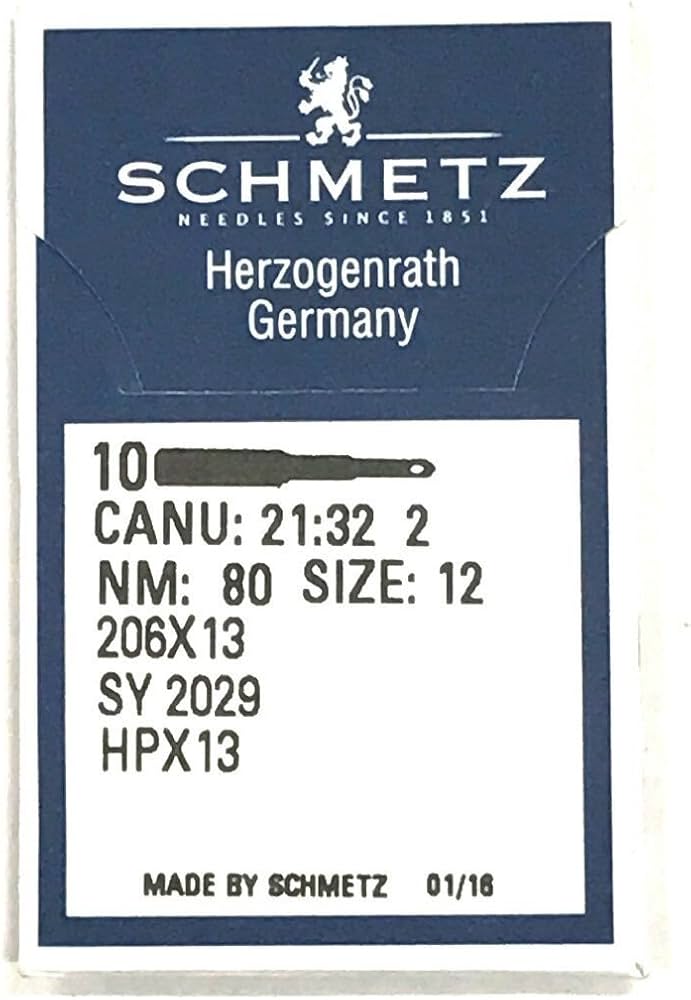 SCHMETZ
NEEDLES SINCE 1851
Herzogenrath
Germany
10
CANU: 21:32 2
NM: 80 SIZE: 12
206X13
SY 2029
HPX13
MADE BY SCHMETZ 01/16